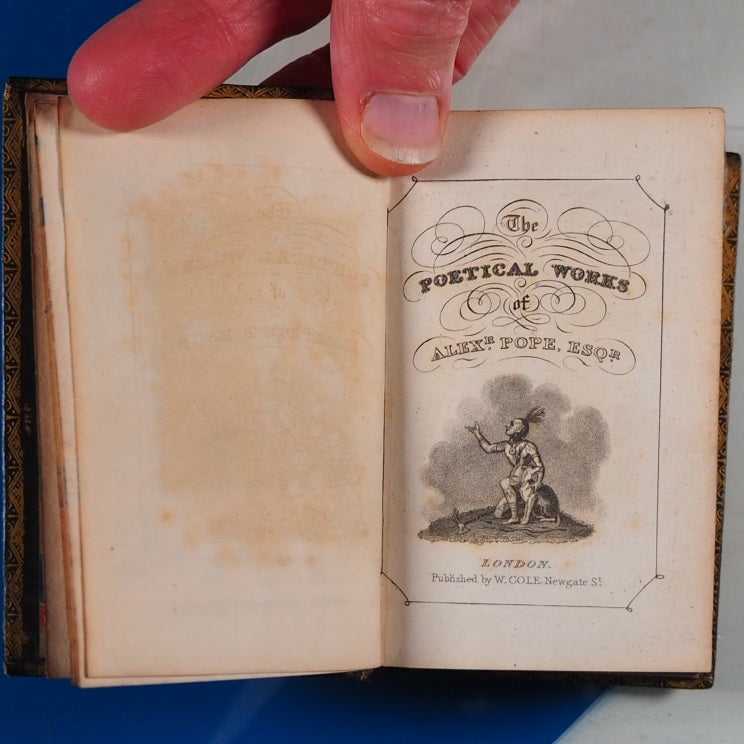 The
POETICAL WORKS
of
ALEXR. POPE, ESQR
LONDON.
Published by W. COLE. Newgate St.